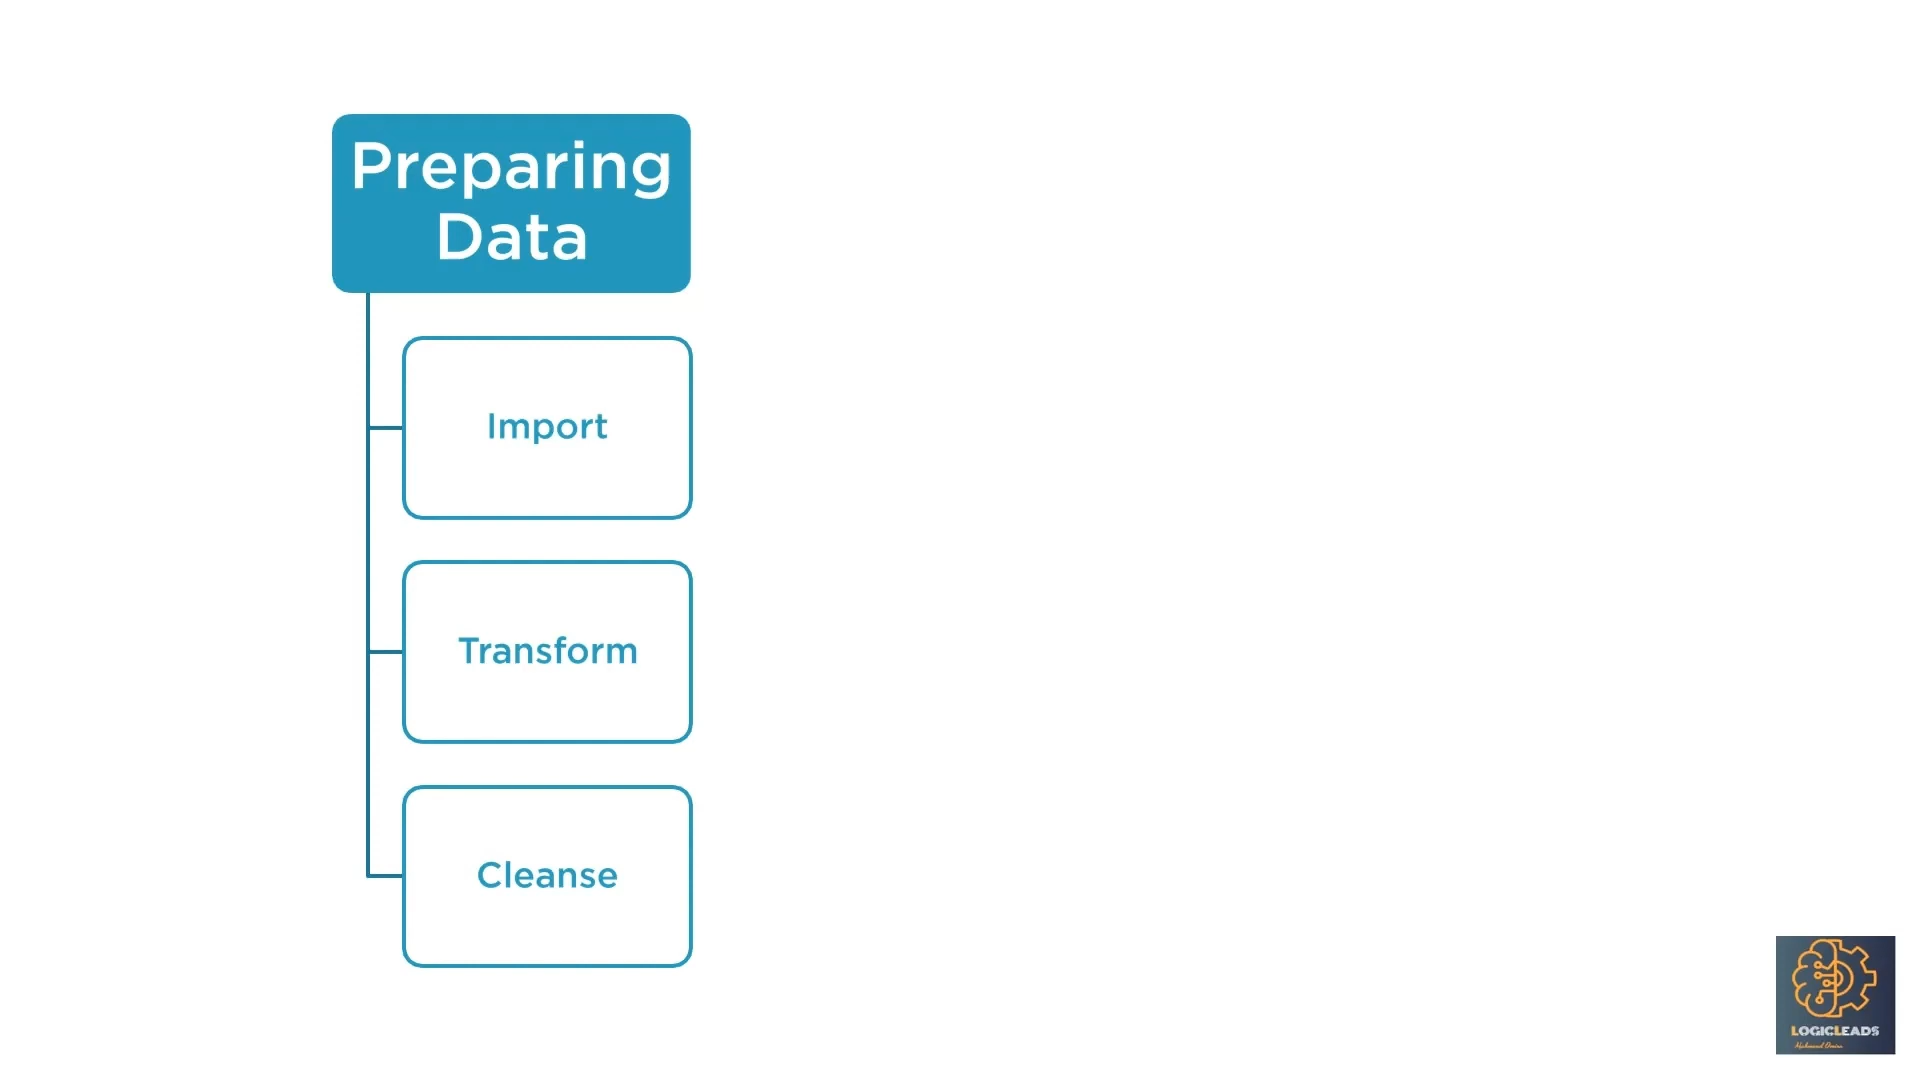 Preparing
Data
Import
Transform
Cleanse
LOGICLEADS